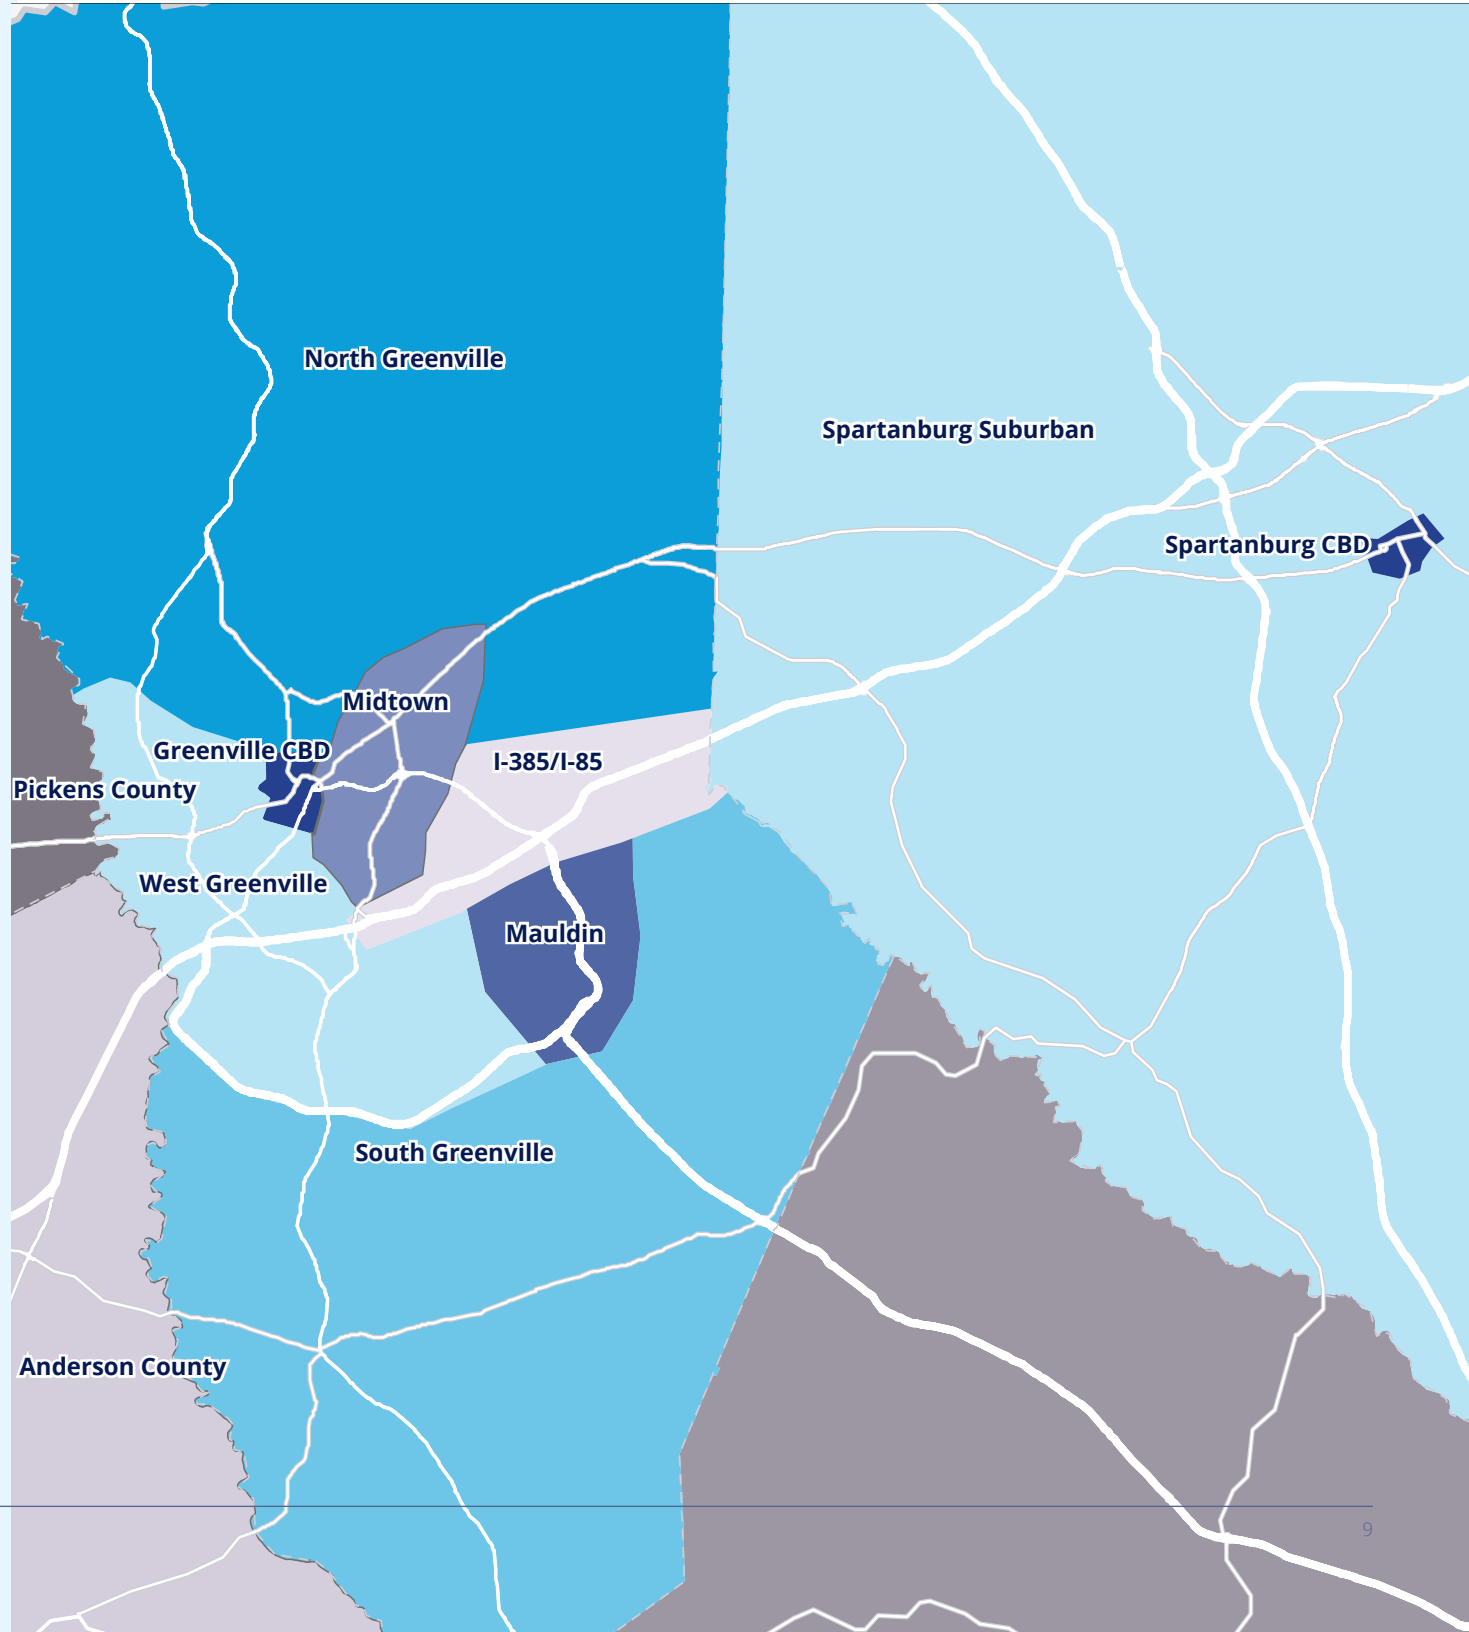 North Greenville
Spartanburg Suburban
Spartanburg CBD
Midtown
Greenville CBD
I-385/I-85
Pickens County
West Greenville
Mauldin
South Greenville
Anderson County
9